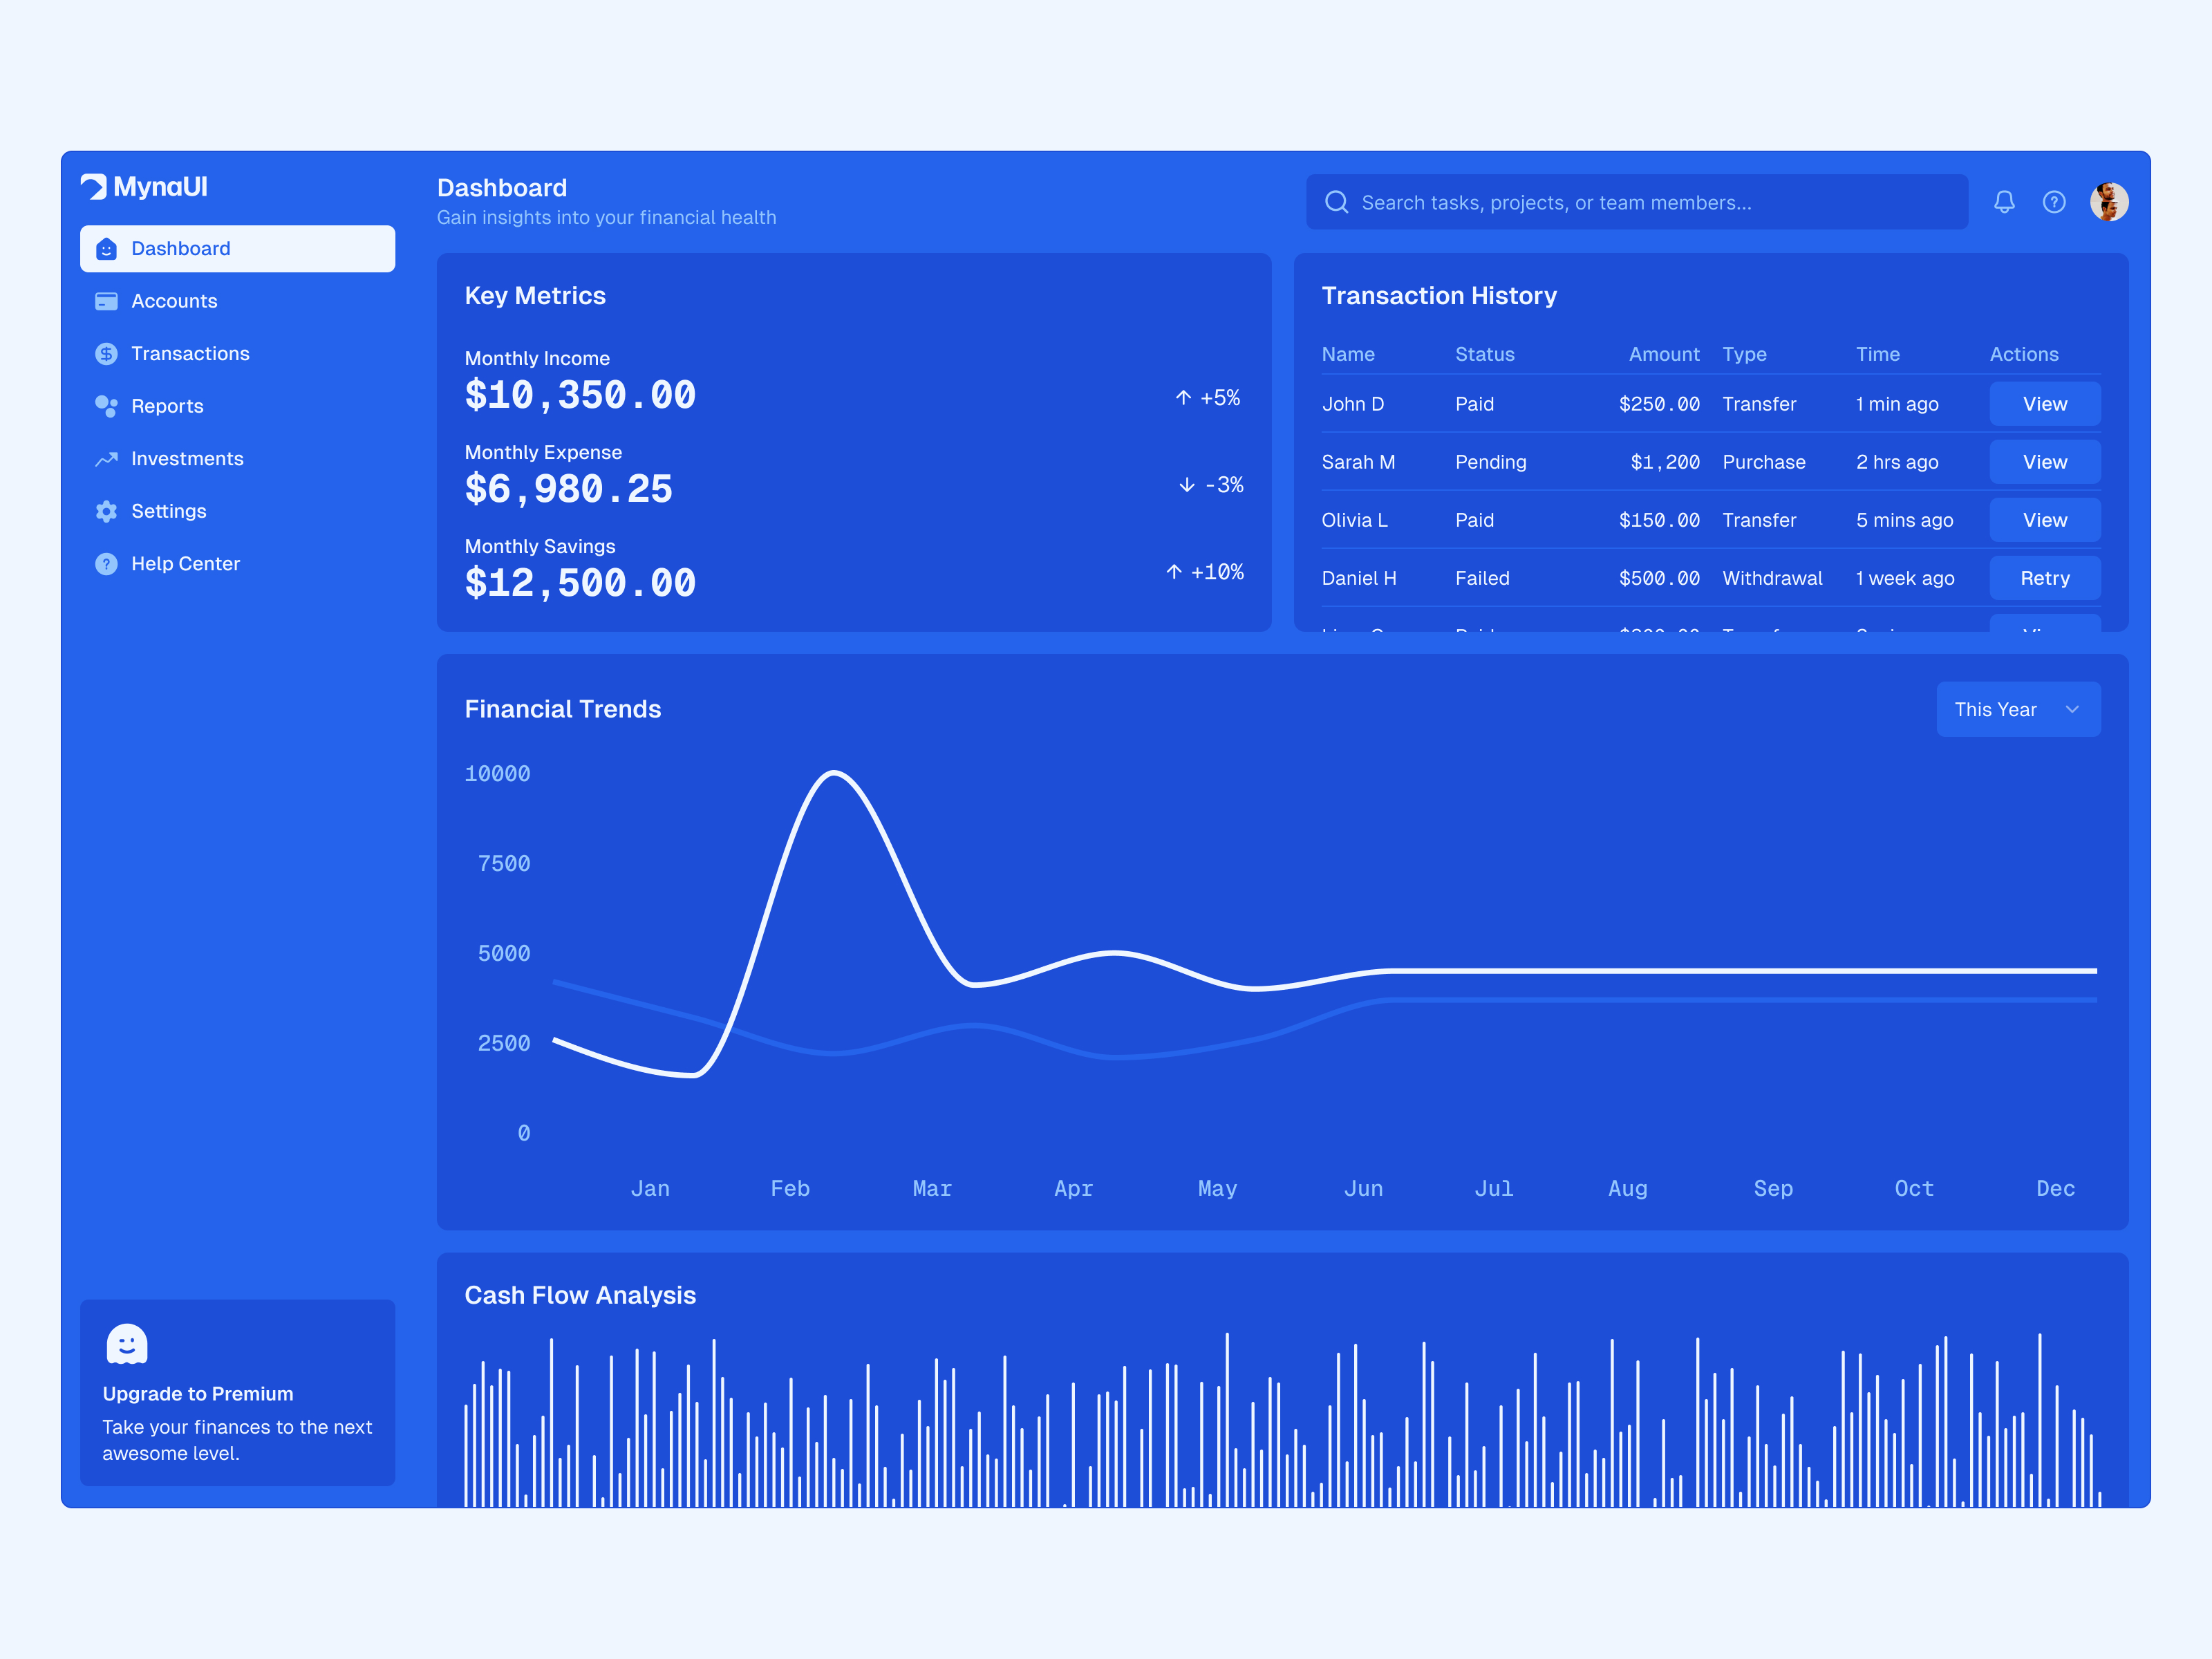 MynaUI
Dashboard
Accounts
Transactions
Reports
Investments
Settings
Help Center
Upgrade to Premium
Take your finances to the next
awesome level.
Dashboard
Gain insights into your financial health
Search tasks, projects, or team members...
Key Metrics
Monthly Income
$10,350.00
↑ +5%
Monthly Expense
$6,980.25
↓ -3%
Monthly Savings
$12,500.00
↑ +10%
Transaction History
Name Status Amount Type Time Actions
John D Paid $250.00 Transfer 1 min ago View
Sarah M Pending $1,200 Purchase 2 hrs ago View
Olivia L Paid $150.00 Transfer 5 mins ago View
Daniel H Failed $500.00 Withdrawal 1 week ago Retry
Financial Trends
This Year
10000
7500
5000
2500
0
Jan Feb Mar Apr May Jun Jul Aug Sep Oct Dec
Cash Flow Analysis